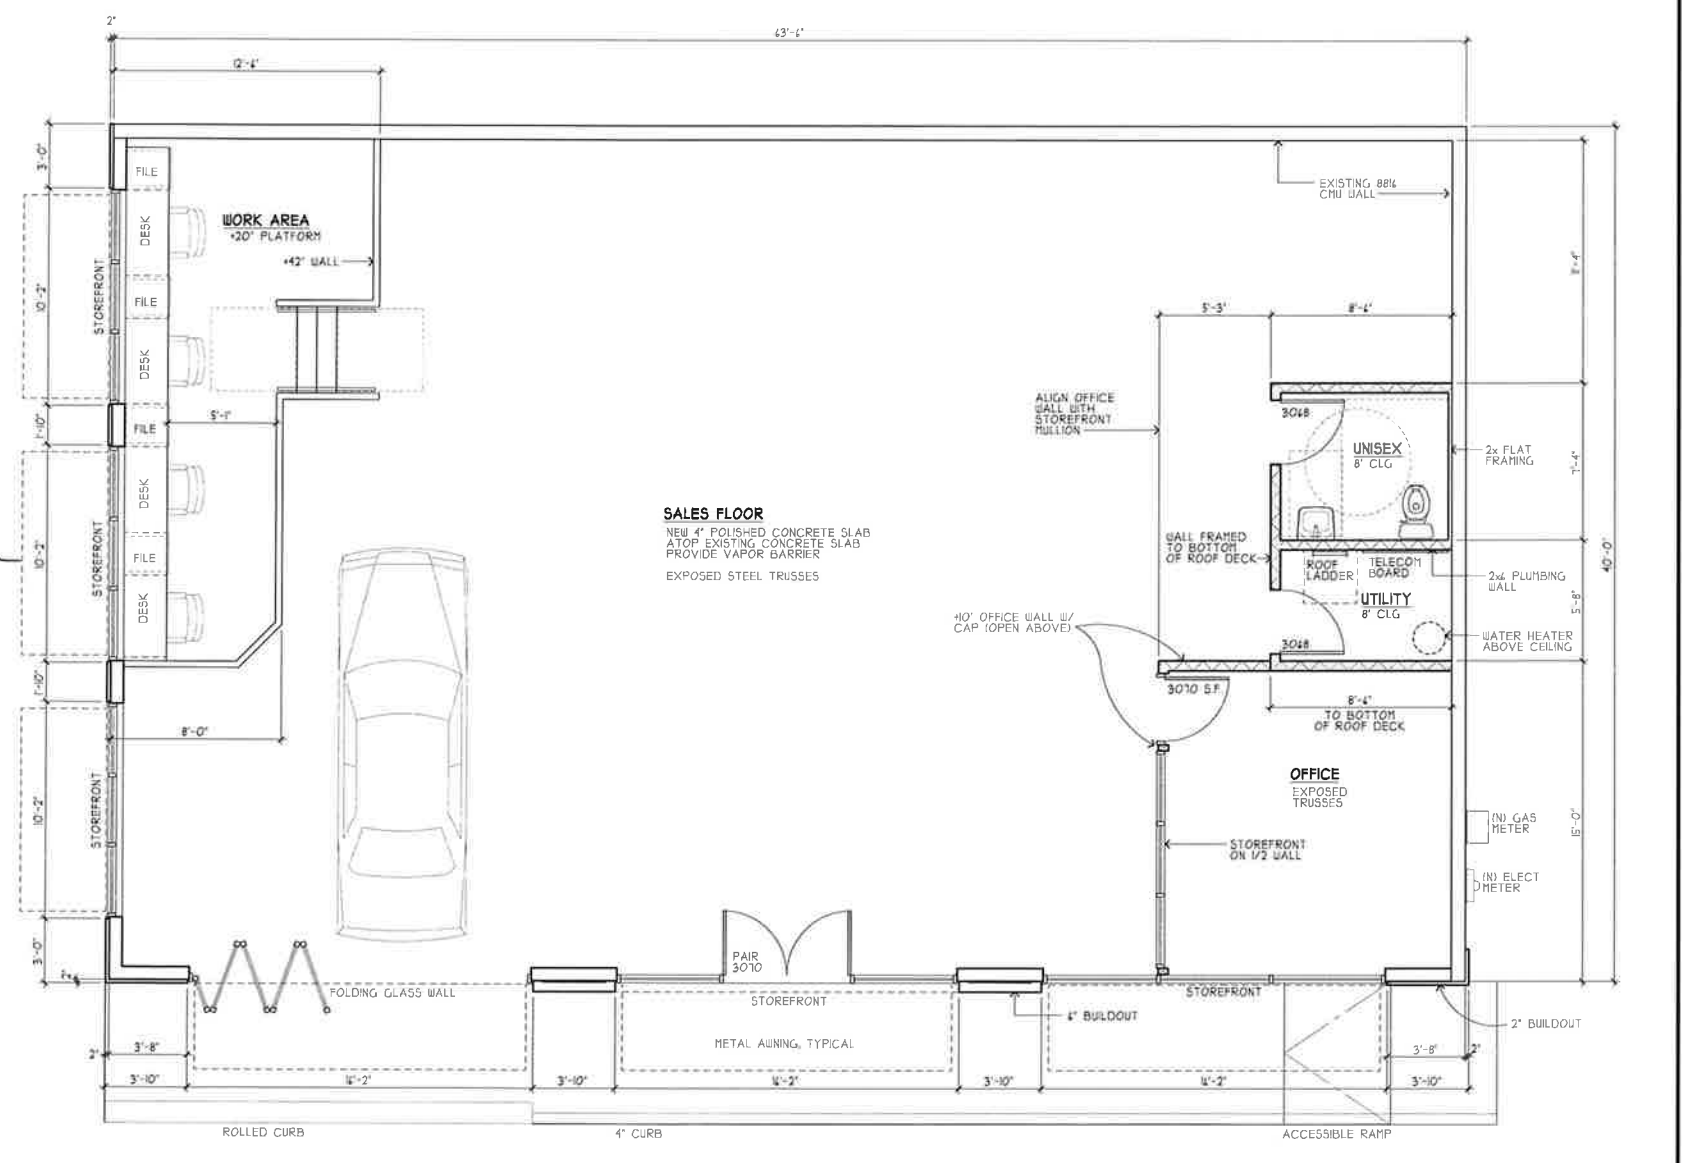 2"
63'-6"
12'-6"
3'-0"
FILE
WORK AREA
+20" PLATFORM
+42" WALL
DESK
EXISTING 8816
CMU WALL
10'-2"
STOREFRONT
FILE
5'-3"
8'-6"
DESK
ALIGN OFFICE
WALL WITH
STOREFRONT
MULLION
3068
1'-10"
FILE
5'-1"
UNISEX
8' CLG
2x FLAT
FRAMING
7'-4"
DESK
SALES FLOOR
NEW 4" POLISHED CONCRETE SLAB
ATOP EXISTING CONCRETE SLAB
PROVIDE VAPOR BARRIER
EXPOSED STEEL TRUSSES
10'-2"
STOREFRONT
FILE
WALL FRAMED
TO BOTTOM
OF ROOF DECK
ROOF
LADDER
TELECOM
BOARD
2x6 PLUMBING
WALL
40'-0"
DESK
UTILITY
8' CLG
5'-8"
+10' OFFICE WALL W/
CAP (OPEN ABOVE)
WATER HEATER
ABOVE CEILING
3068
1'-10"
3070 S.F.
8'-6"
TO BOTTOM
OF ROOF DECK
8'-0"
OFFICE
EXPOSED
TRUSSES
10'-2"
STOREFRONT
STOREFRONT
ON 1/2 WALL
(N) GAS
METER
15'-0"
(N) ELECT
METER
3'-0"
2"
PAIR
3070
FOLDING GLASS WALL
STOREFRONT
STOREFRONT
6" BUILDOUT
2" BUILDOUT
METAL AWNING, TYPICAL
2"
3'-8"
3'-8"
2"
3'-10"
16'-2"
3'-10"
16'-2"
3'-10"
16'-2"
3'-10"
ROLLED CURB
4" CURB
ACCESSIBLE RAMP